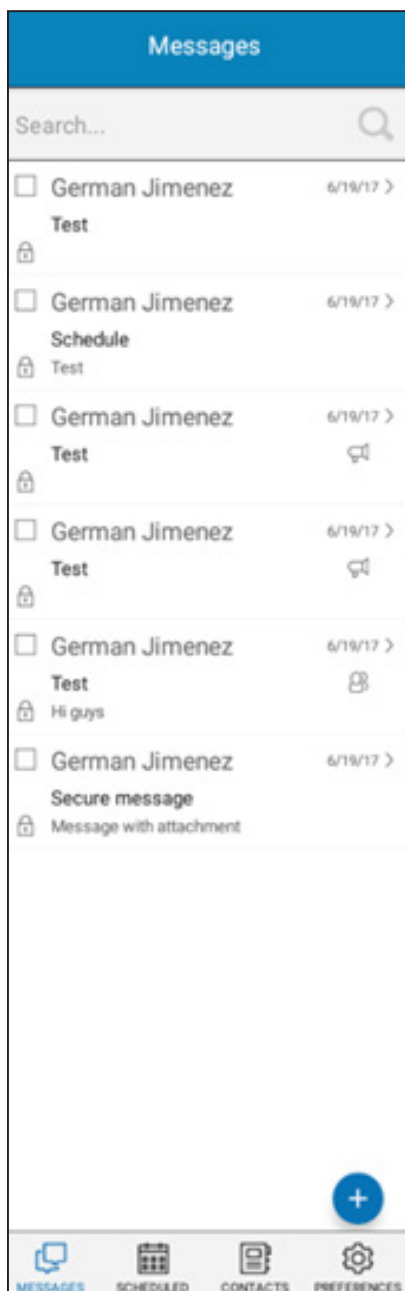 Messages
Search...
German Jimenez 6/19/17
Test
German Jimenez 6/19/17
Schedule
Test
German Jimenez 6/19/17
Test
German Jimenez 6/19/17
Test
German Jimenez 6/19/17
Test
Hi guys
German Jimenez 6/19/17
Secure message
Message with attachment
MESSAGES SCHEDULED CONTACTS PREFERENCES